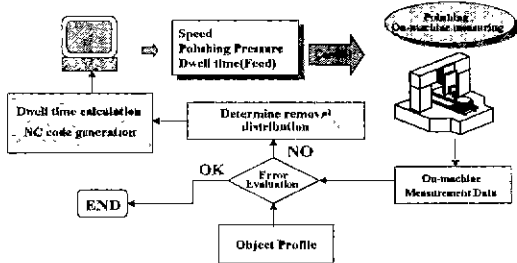 Speed
Polishing Pressure
Dwell time(Feed)
Polishing
On-machine measuring
Dwell time calculation
NC code generation
Determine removal
distribution
NO
OK
Error
Evaluation
On-machine
Measurement Data
END
Object Profile